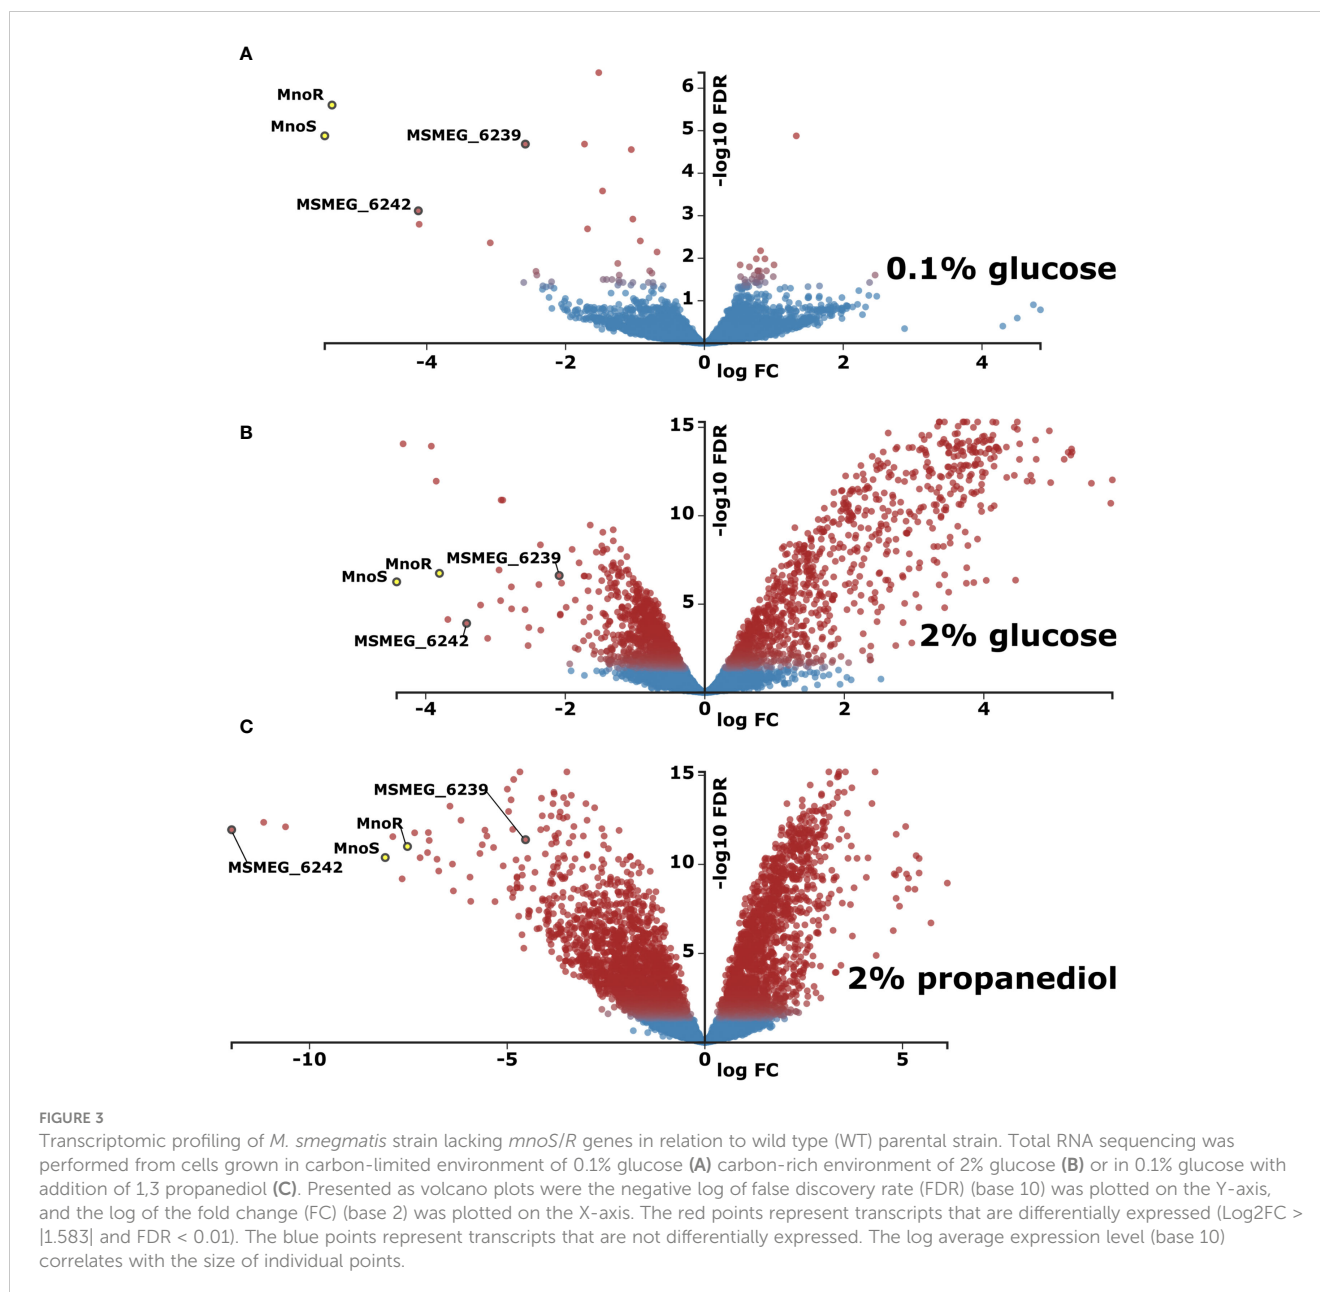 A
6
5
4
3
2
1
-log10 FDR
MnoR
MnoS
MSMEG_6239
MSMEG_6242
0.1% glucose
-4
-2
0
2
4
log FC
B
15
10
5
-log10 FDR
MnoR
MnoS
MSMEG_6239
MSMEG_6242
2% glucose
-4
-2
0
2
4
log FC
C
15
10
5
-log10 FDR
MSMEG_6239
MnoR
MnoS
MSMEG_6242
2% propanediol
-10
-5
0
5
log FC
FIGURE 3
Transcriptomic profiling of M. smegmatis strain lacking mnoS/R genes in relation to wild type (WT) parental strain. Total RNA sequencing was
performed from cells grown in carbon-limited environment of 0.1% glucose (A) carbon-rich environment of 2% glucose (B) or in 0.1% glucose with
addition of 1,3 propanediol (C). Presented as volcano plots were the negative log of false discovery rate (FDR) (base 10) was plotted on the Y-axis,
and the log of the fold change (FC) (base 2) was plotted on the X-axis. The red points represent transcripts that are differentially expressed (Log2FC >
|1.583| and FDR < 0.01). The blue points represent transcripts that are not differentially expressed. The log average expression level (base 10)
correlates with the size of individual points.